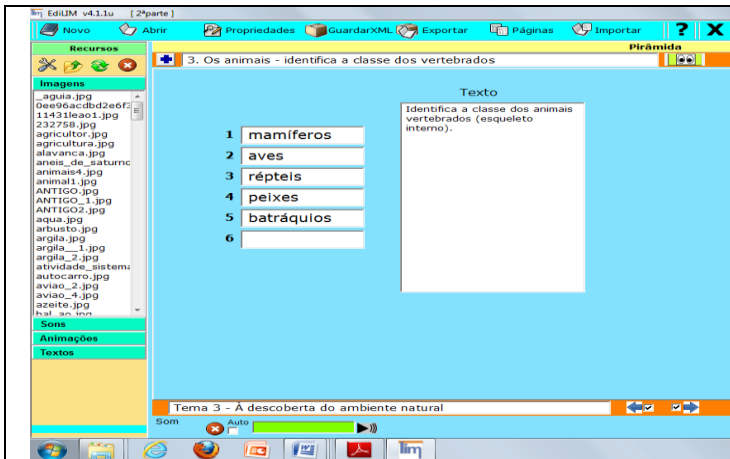 EdiLIM v4.1.1u [ 2ªparte ]
Novo Abrir Propriedades GuardarXML Exportar Páginas Importar ? X
Recursos
Pirâmida
3. Os animais - identifica a classe dos vertebrados
Imagens
_aguia.jpg
11431leao1.jpg
232758.jpg
agricultor.jpg
agricultura.jpg
alavanca.jpg
aneis_de_saturno
animais4.jpg
animal1.jpg
ANTIGO.jpg
ANTIGO_1.jpg
ANTIGO2.jpg
aqua.jpg
arbusto.jpg
argila.jpg
argila__1.jpg
argila_2.jpg
atividade_sistema
autocarro.jpg
aviao_2.jpg
aviao_4.jpg
azeite.jpg
Sons
Animações
Textos
1 mamíferos
2 aves
3 répteis
4 peixes
5 batráquios
6
Texto
Identifica a classe dos animais
vertebrados (esqueleto
interno).
Tema 3 - À descoberta do ambiente natural
Som Auto
lim